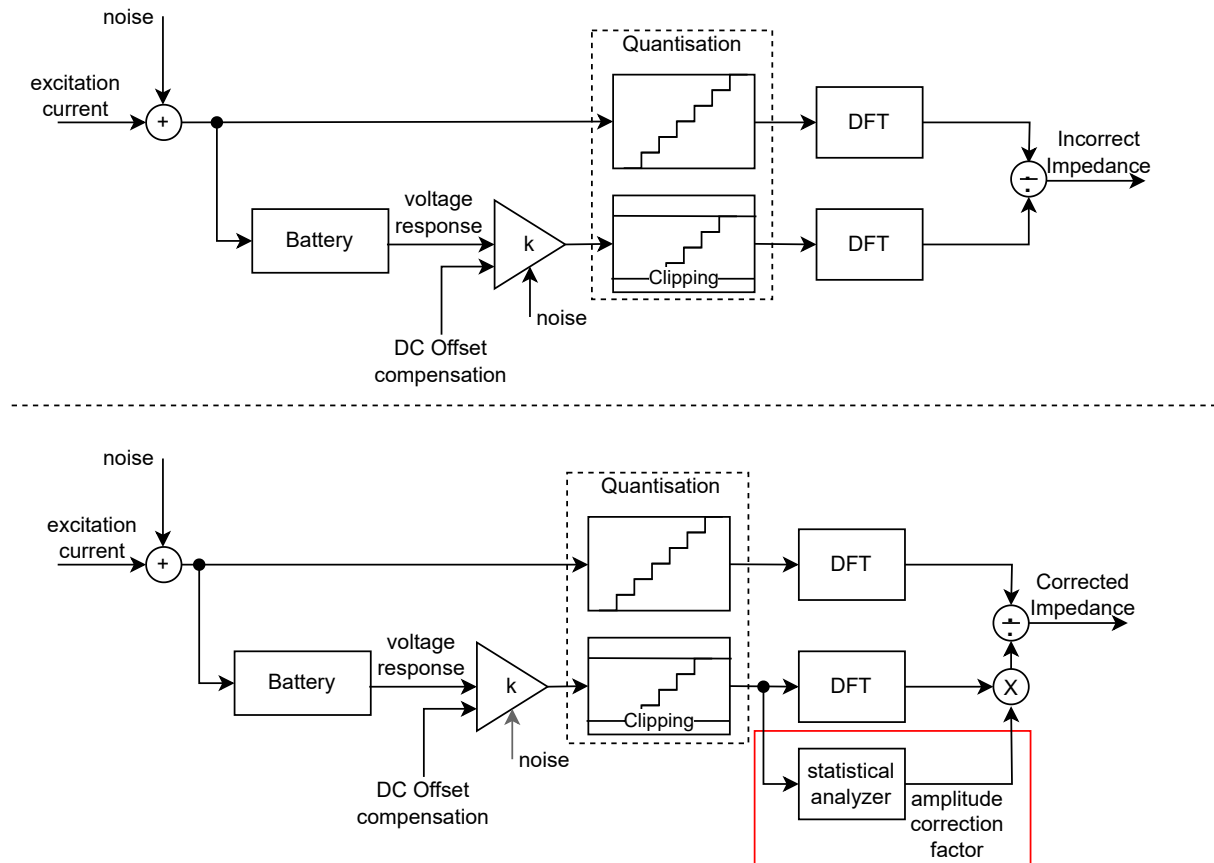 noise
Quantisation
excitation
current
+
DFT
Incorrect
Impedance
÷
voltage
response
Battery
k
Clipping
DFT
noise
DC Offset
compensation
noise
Quantisation
excitation
current
+
DFT
Corrected
Impedance
÷
voltage
response
Battery
k
Clipping
DFT
X
noise
DC Offset
compensation
statistical
analyzer
amplitude
correction
factor